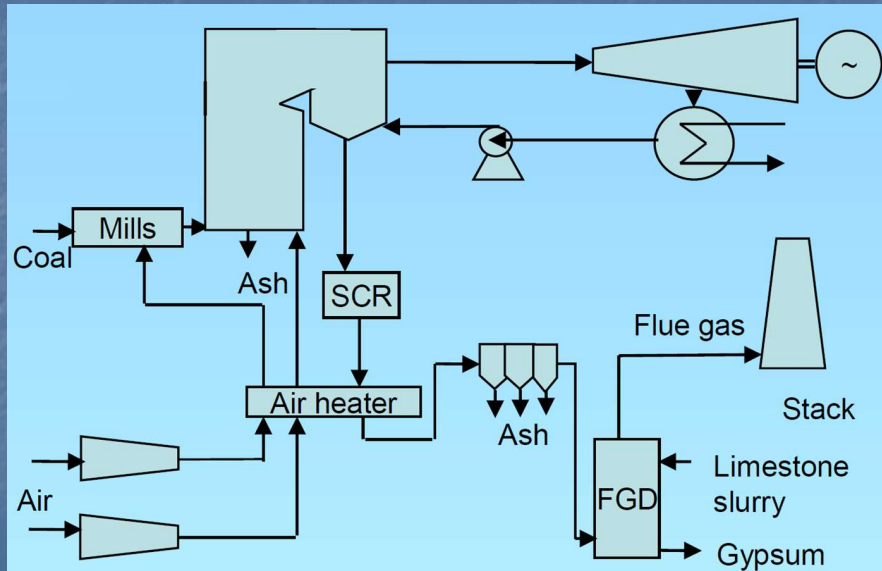 ~
Mills
Coal
Ash
SCR
Flue gas
Air heater
Stack
Ash
Limestone
slurry
FGD
Air
Gypsum